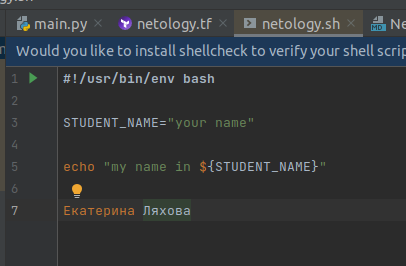 main.py netology.tf netology.sh
Would you like to install shellcheck to verify your shell scrip
1 #!/usr/bin/env bash
2
3 STUDENT_NAME="your name"
4
5 echo "my name in ${STUDENT_NAME}"
6
7 Екатерина Ляхова